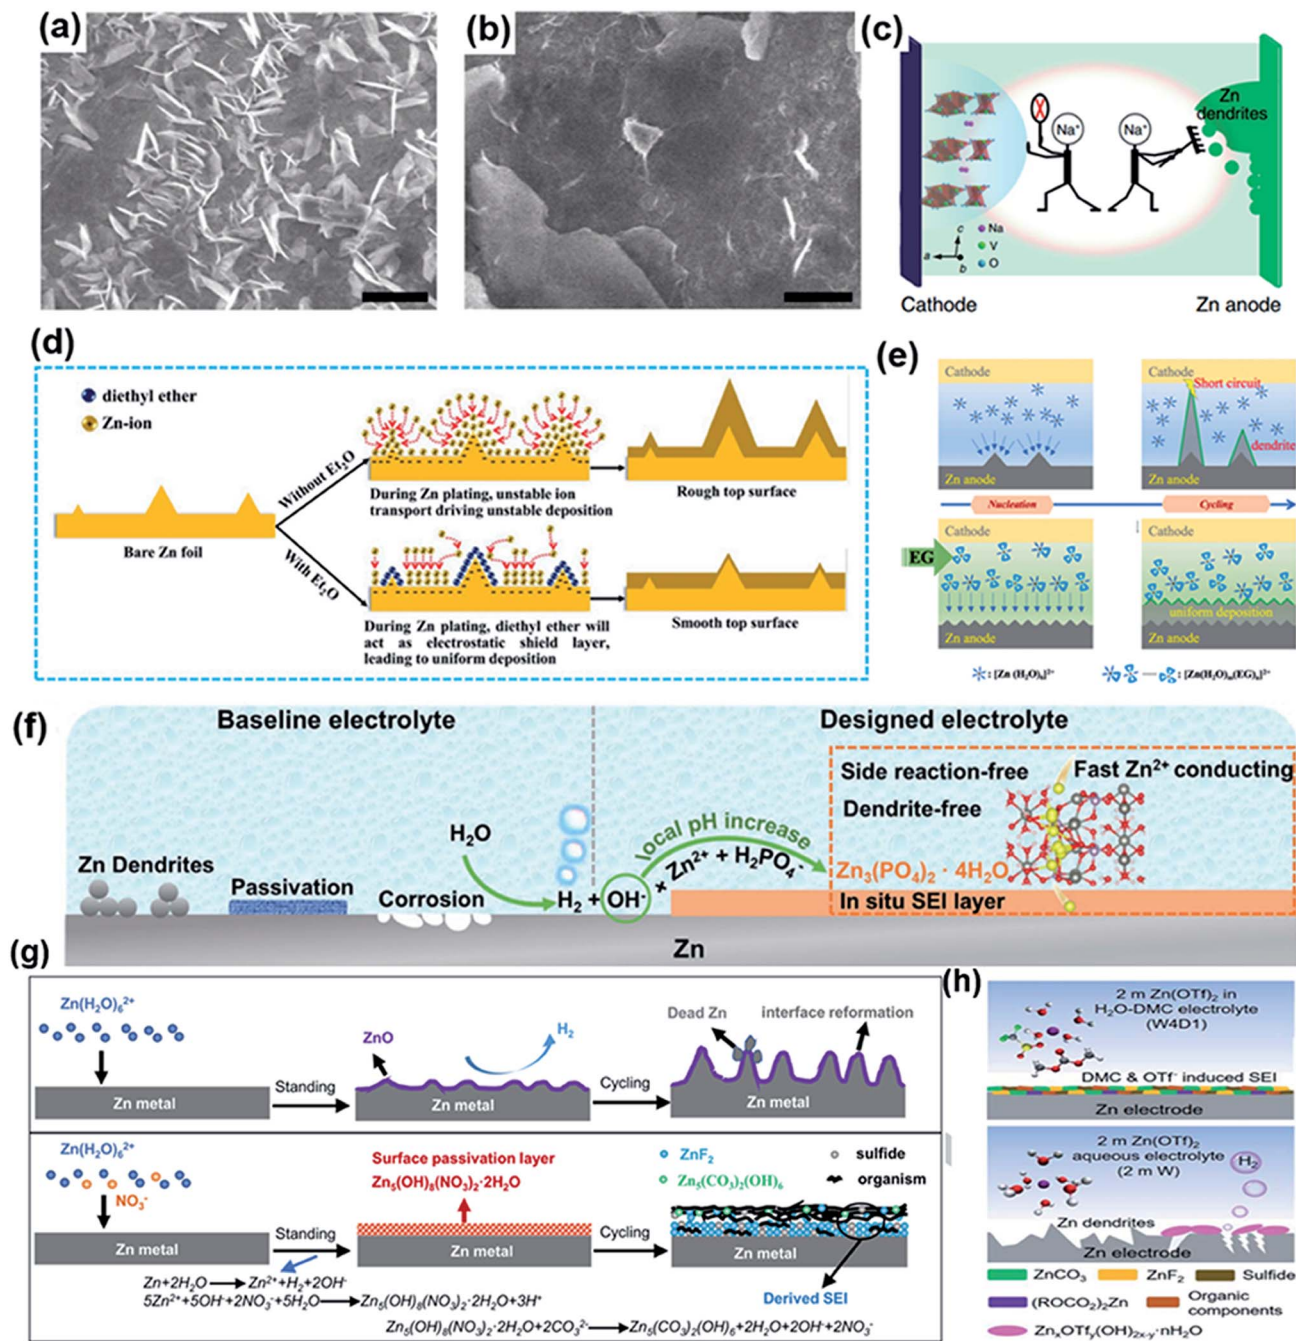 (a)
(b)
(c)
Zn
dendrites
Na⁺
Na⁺
Na
V
O
c
a
b
Cathode
Zn anode
(d)
diethyl ether
Zn-ion
Without Et₂O
With Et₂O
Bare Zn foil
During Zn plating, unstable ion
transport driving unstable deposition
Rough top surface
During Zn plating, diethyl ether will
act as electrostatic shield layer,
leading to uniform deposition
Smooth top surface
(e)
Cathode
Zn anode
Cathode
Short circuit
dendrite
Zn anode
Nucleation
Cycling
EG
Cathode
Zn anode
Cathode
uniform deposition
Zn anode
: [Zn (H₂O)ₙ]²⁺
: [Zn(H₂O)ₘ(EG)ₙ]²⁺
(f)
Baseline electrolyte
Designed electrolyte
Zn Dendrites
Passivation
Corrosion
H₂O
H₂ + OH⁻ + Zn²⁺ + H₂PO₄⁻
local pH increase
Side reaction-free
Fast Zn²⁺ conducting
Dendrite-free
Zn₃(PO₄)₂ · 4H₂O
In situ SEI layer
Zn
(g)
Zn(H₂O)₆²⁺
Zn metal
Standing
ZnO
H₂
Zn metal
Cycling
Dead Zn
interface reformation
Zn metal
Zn(H₂O)₆²⁺
NO₃⁻
Zn metal
Standing
Surface passivation layer
Zn₅(OH)₈(NO₃)₂·2H₂O
Zn metal
Cycling
ZnF₂
sulfide
Zn₅(CO₃)₂(OH)₆
organism
Zn metal
Derived SEI
Zn+2H₂O→Zn²⁺+H₂+2OH⁻
5Zn²⁺+5OH⁻+2NO₃⁻+5H₂O→Zn₅(OH)₈(NO₃)₂·2H₂O+3H⁺
Zn₅(OH)₈(NO₃)₂·2H₂O+2CO₃²⁻→Zn₅(CO₃)₂(OH)₆+2H₂O+2OH⁻+2NO₃⁻
(h)
2 m Zn(OTf)₂ in
H₂O-DMC electrolyte
(W4D1)
DMC & OTf⁻ induced SEI
Zn electrode
2 m Zn(OTf)₂
aqueous electrolyte
(2 m W)
H₂
Zn dendrites
Zn electrode
ZnCO₃
ZnF₂
Sulfide
(ROCO₂)₂Zn
Organic
components
ZnₓOTfᵧ(OH)₂ₓ₋ᵧ·nH₂O